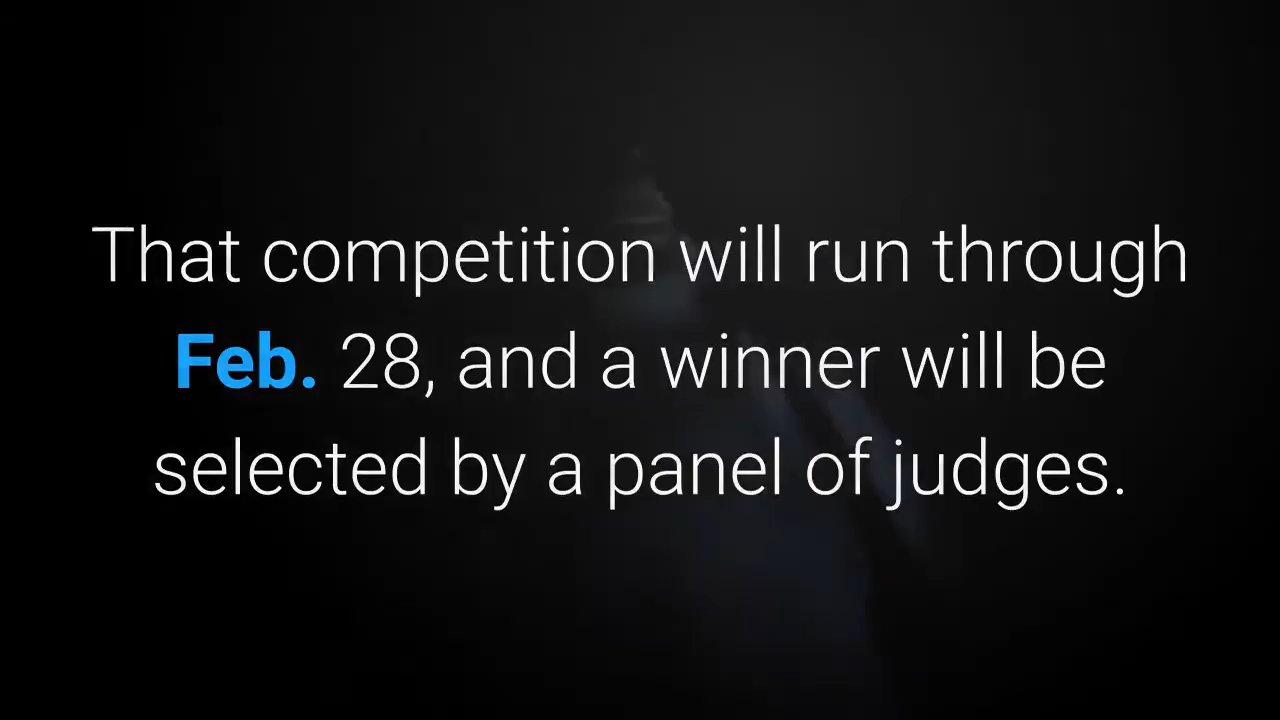 That competition will run through
Feb. 28, and a winner will be
selected by a panel of judges.